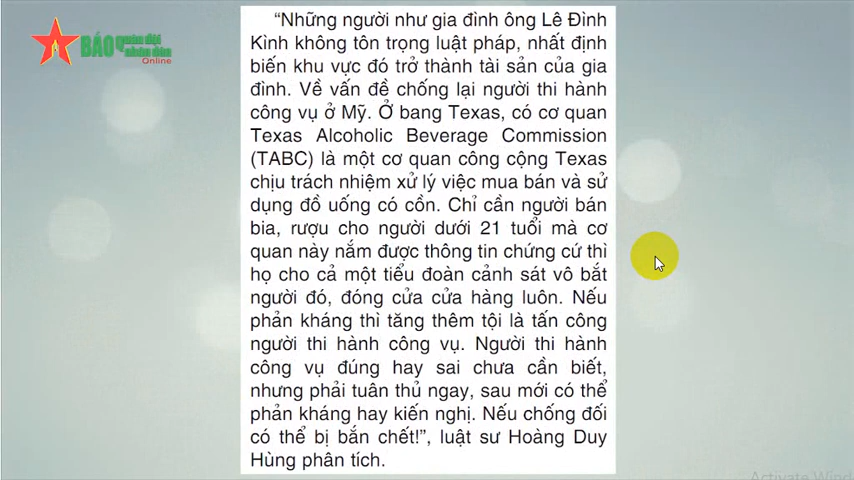 BÁO Quân đội nhân dân
Online
“Những người như gia đình ông Lê Đình
Kình không tôn trọng luật pháp, nhất định
biến khu vực đó trở thành tài sản của gia
đình. Về vấn đề chống lại người thi hành
công vụ ở Mỹ. Ở bang Texas, có cơ quan
Texas Alcoholic Beverage Commission
(TABC) là một cơ quan công cộng Texas
chịu trách nhiệm xử lý việc mua bán và sử
dụng đồ uống có cồn. Chỉ cần người bán
bia, rượu cho người dưới 21 tuổi mà cơ
quan này nắm được thông tin chứng cứ thì
họ cho cả một tiểu đoàn cảnh sát vô bắt
người đó, đóng cửa cửa hàng luôn. Nếu
phản kháng thì tăng thêm tội là tấn công
người thi hành công vụ. Người thi hành
công vụ đúng hay sai chưa cần biết,
nhưng phải tuân thủ ngay, sau mới có thể
phản kháng hay kiến nghị. Nếu chống đối
có thể bị bắn chết!”, luật sư Hoàng Duy
Hùng phân tích.